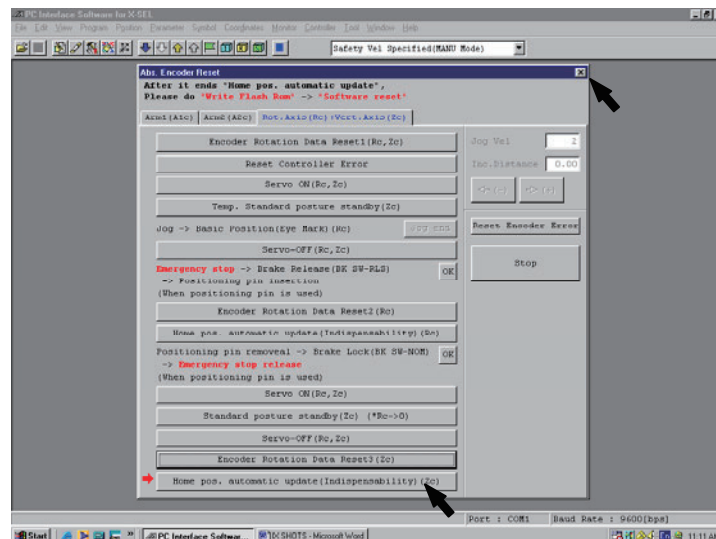 PC Interface Software for X-SEL
File Edit View Program Position Parameter Symbol Coordinates Monitor Controller Tool Window Help
Safety Vel Specified(MANU Mode)
Abs. Encoder Reset
After it ends "Home pos. automatic update",
Please do "Write Flash Rom" -> "Software reset"
Arm1(A1c) Arm2(A2c) Rot.Axis(Rc)+Vert.Axis(Zc)
Encoder Rotation Data Reset1(Rc,Zc)
Jog Vel 2
Reset Controller Error
Inc.Distance 0.00
Servo ON(Rc,Zc)
Temp. Standard posture standby(Zc)
Jog -> Basic Position(Eye Mark)(Rc) Jog end
Reset Encoder Error
Servo-OFF(Rc,Zc)
Stop
Emergency stop -> Brake Release(BK SW-RLS) OK
-> Positioning pin insertion
(When positioning pin is used)
Encoder Rotation Data Reset2(Rc)
Home pos. automatic update(Indispensability)(Rc)
Positioning pin removeal -> Brake Lock(BK SW-NOM) OK
-> Emergency stop release
(When positioning pin is used)
Servo ON(Rc,Zc)
Standard posture standby(Zc) (*Rc->0)
Servo-OFF(Rc,Zc)
Encoder Rotation Data Reset3(Zc)
Home pos. automatic update(Indispensability)(Zc)
Port : COM1 Baud Rate : 9600[bps]
Start PC Interface Softwar... IX SHOTS - Microsoft Word 11:11 AM